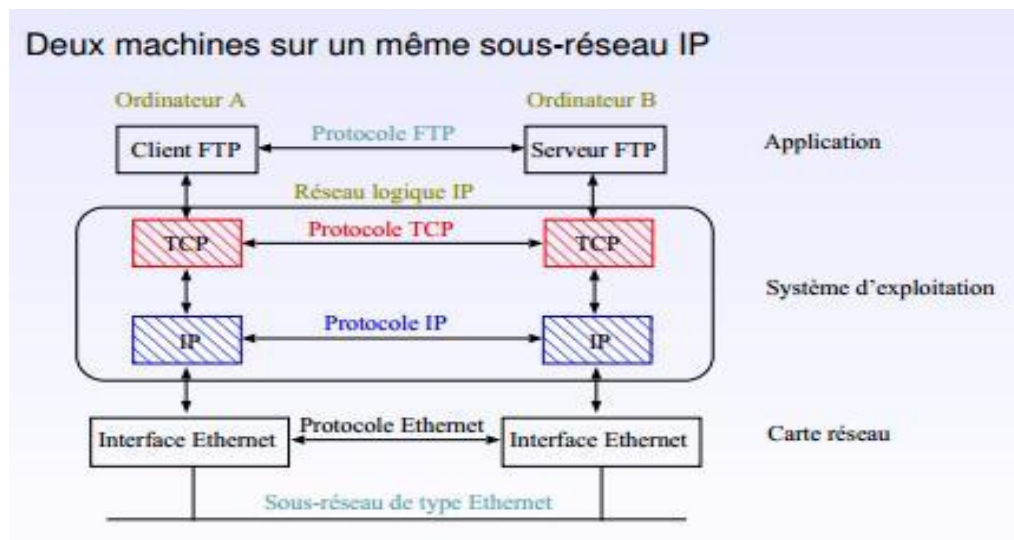 Deux machines sur un même sous-réseau IP
Ordinateur A
Ordinateur B
Client FTP
Protocole FTP
Serveur FTP
Application
Réseau logique IP
TCP
Protocole TCP
TCP
Système d'exploitation
IP
Protocole IP
IP
Interface Ethernet
Protocole Ethernet
Interface Ethernet
Carte réseau
Sous-réseau de type Ethernet